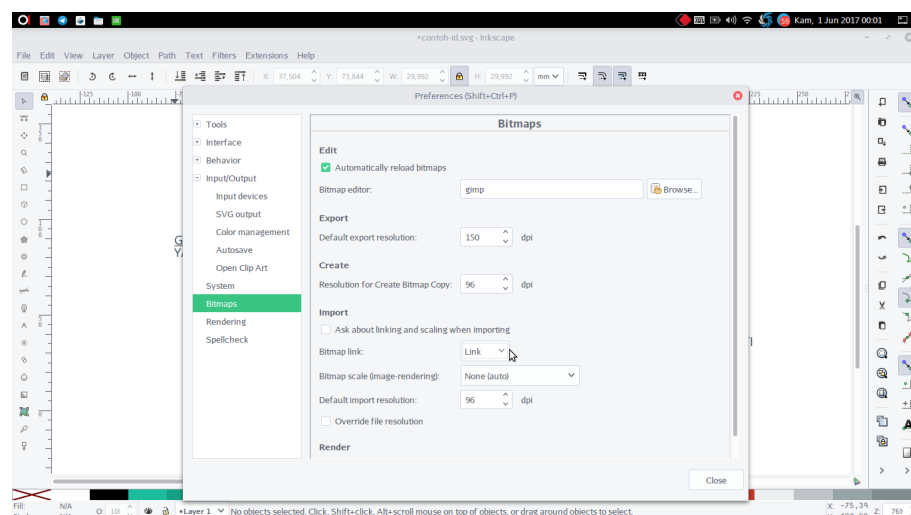 69 Kam, 1 Jun 2017 00:01
*contoh-id.svg - Inkscape
File Edit View Layer Object Path Text Filters Extensions Help
X: 37,504 Y: 73,844 W: 29,992 H: 29,992 mm
Preferences (Shift+Ctrl+P)
-125 -100 225 250
Tools
Interface
Behavior
Input/Output
Input devices
SVG output
Color management
Autosave
Open Clip Art
System
Bitmaps
Rendering
Spellcheck
Bitmaps
Edit
Automatically reload bitmaps
Bitmap editor: gimp Browse...
Export
Default export resolution: 150 dpi
Create
Resolution for Create Bitmap Copy: 96 dpi
Import
Ask about linking and scaling when importing
Bitmap link: Link
Bitmap scale (image-rendering): None (auto)
Default import resolution: 96 dpi
Override file resolution
Render
Close
Fill: N/A O: •Layer 1 No objects selected. Click, Shift+click, Alt+scroll mouse on top of objects, or drag around objects to select. X: -75,39 Z: 76%